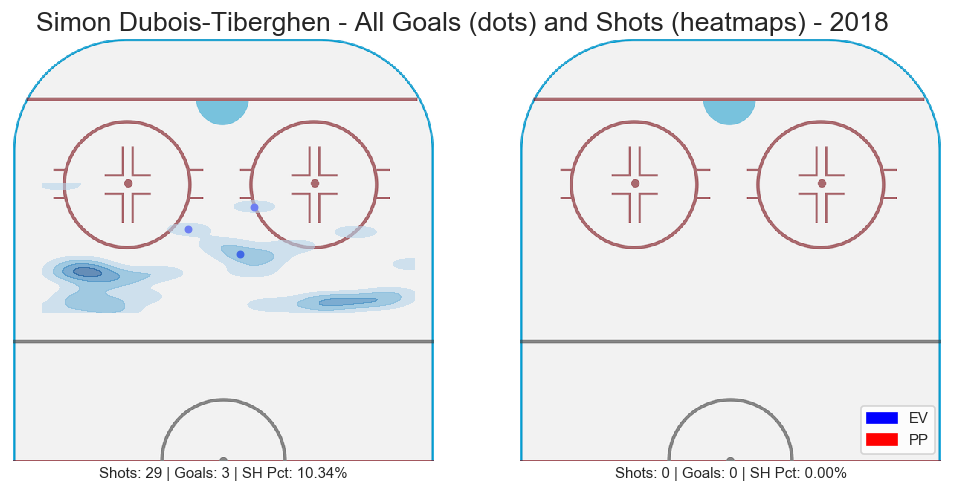 Simon Dubois-Tiberghen - All Goals (dots) and Shots (heatmaps) - 2018
EV
PP
Shots: 29 | Goals: 3 | SH Pct: 10.34%
Shots: 0 | Goals: 0 | SH Pct: 0.00%